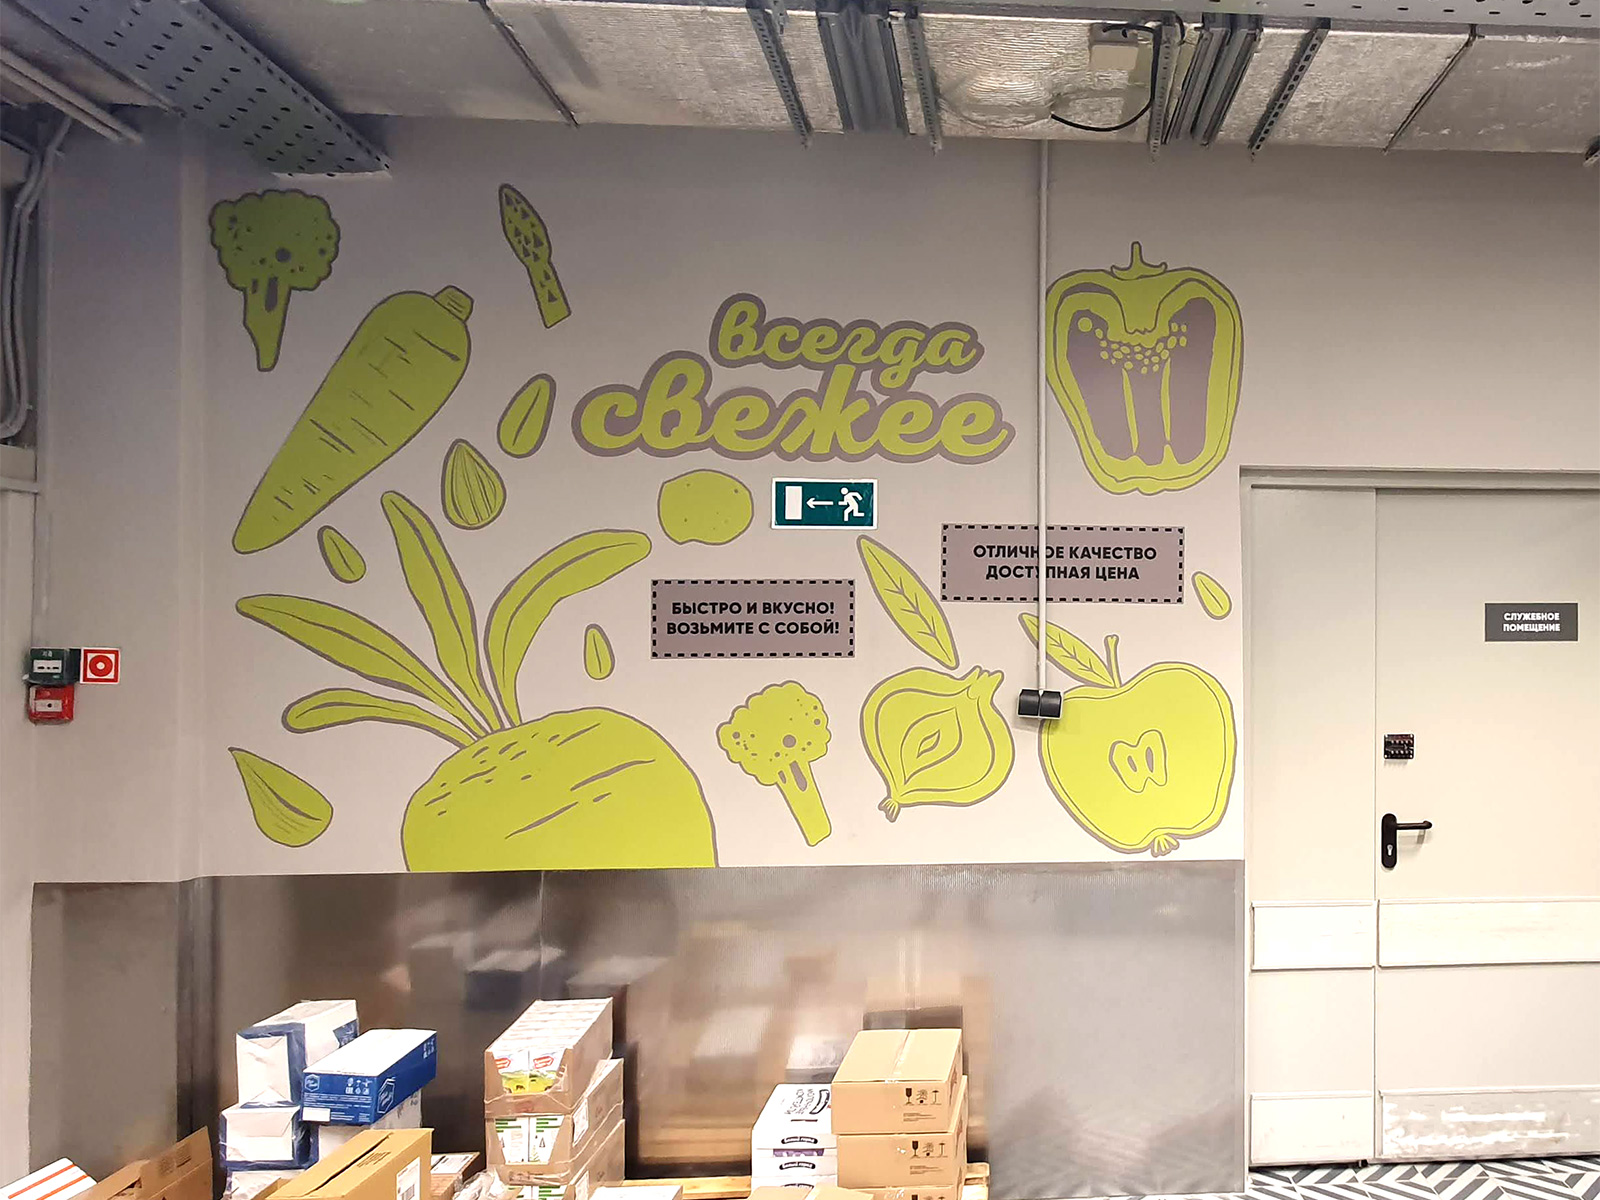 всегда
свежее
ОТЛИЧНОЕ КАЧЕСТВО
ДОСТУПНАЯ ЦЕНА
БЫСТРО И ВКУСНО!
ВОЗЬМИТЕ С СОБОЙ!
СЛУЖЕБНОЕ
ПОМЕЩЕНИЕ